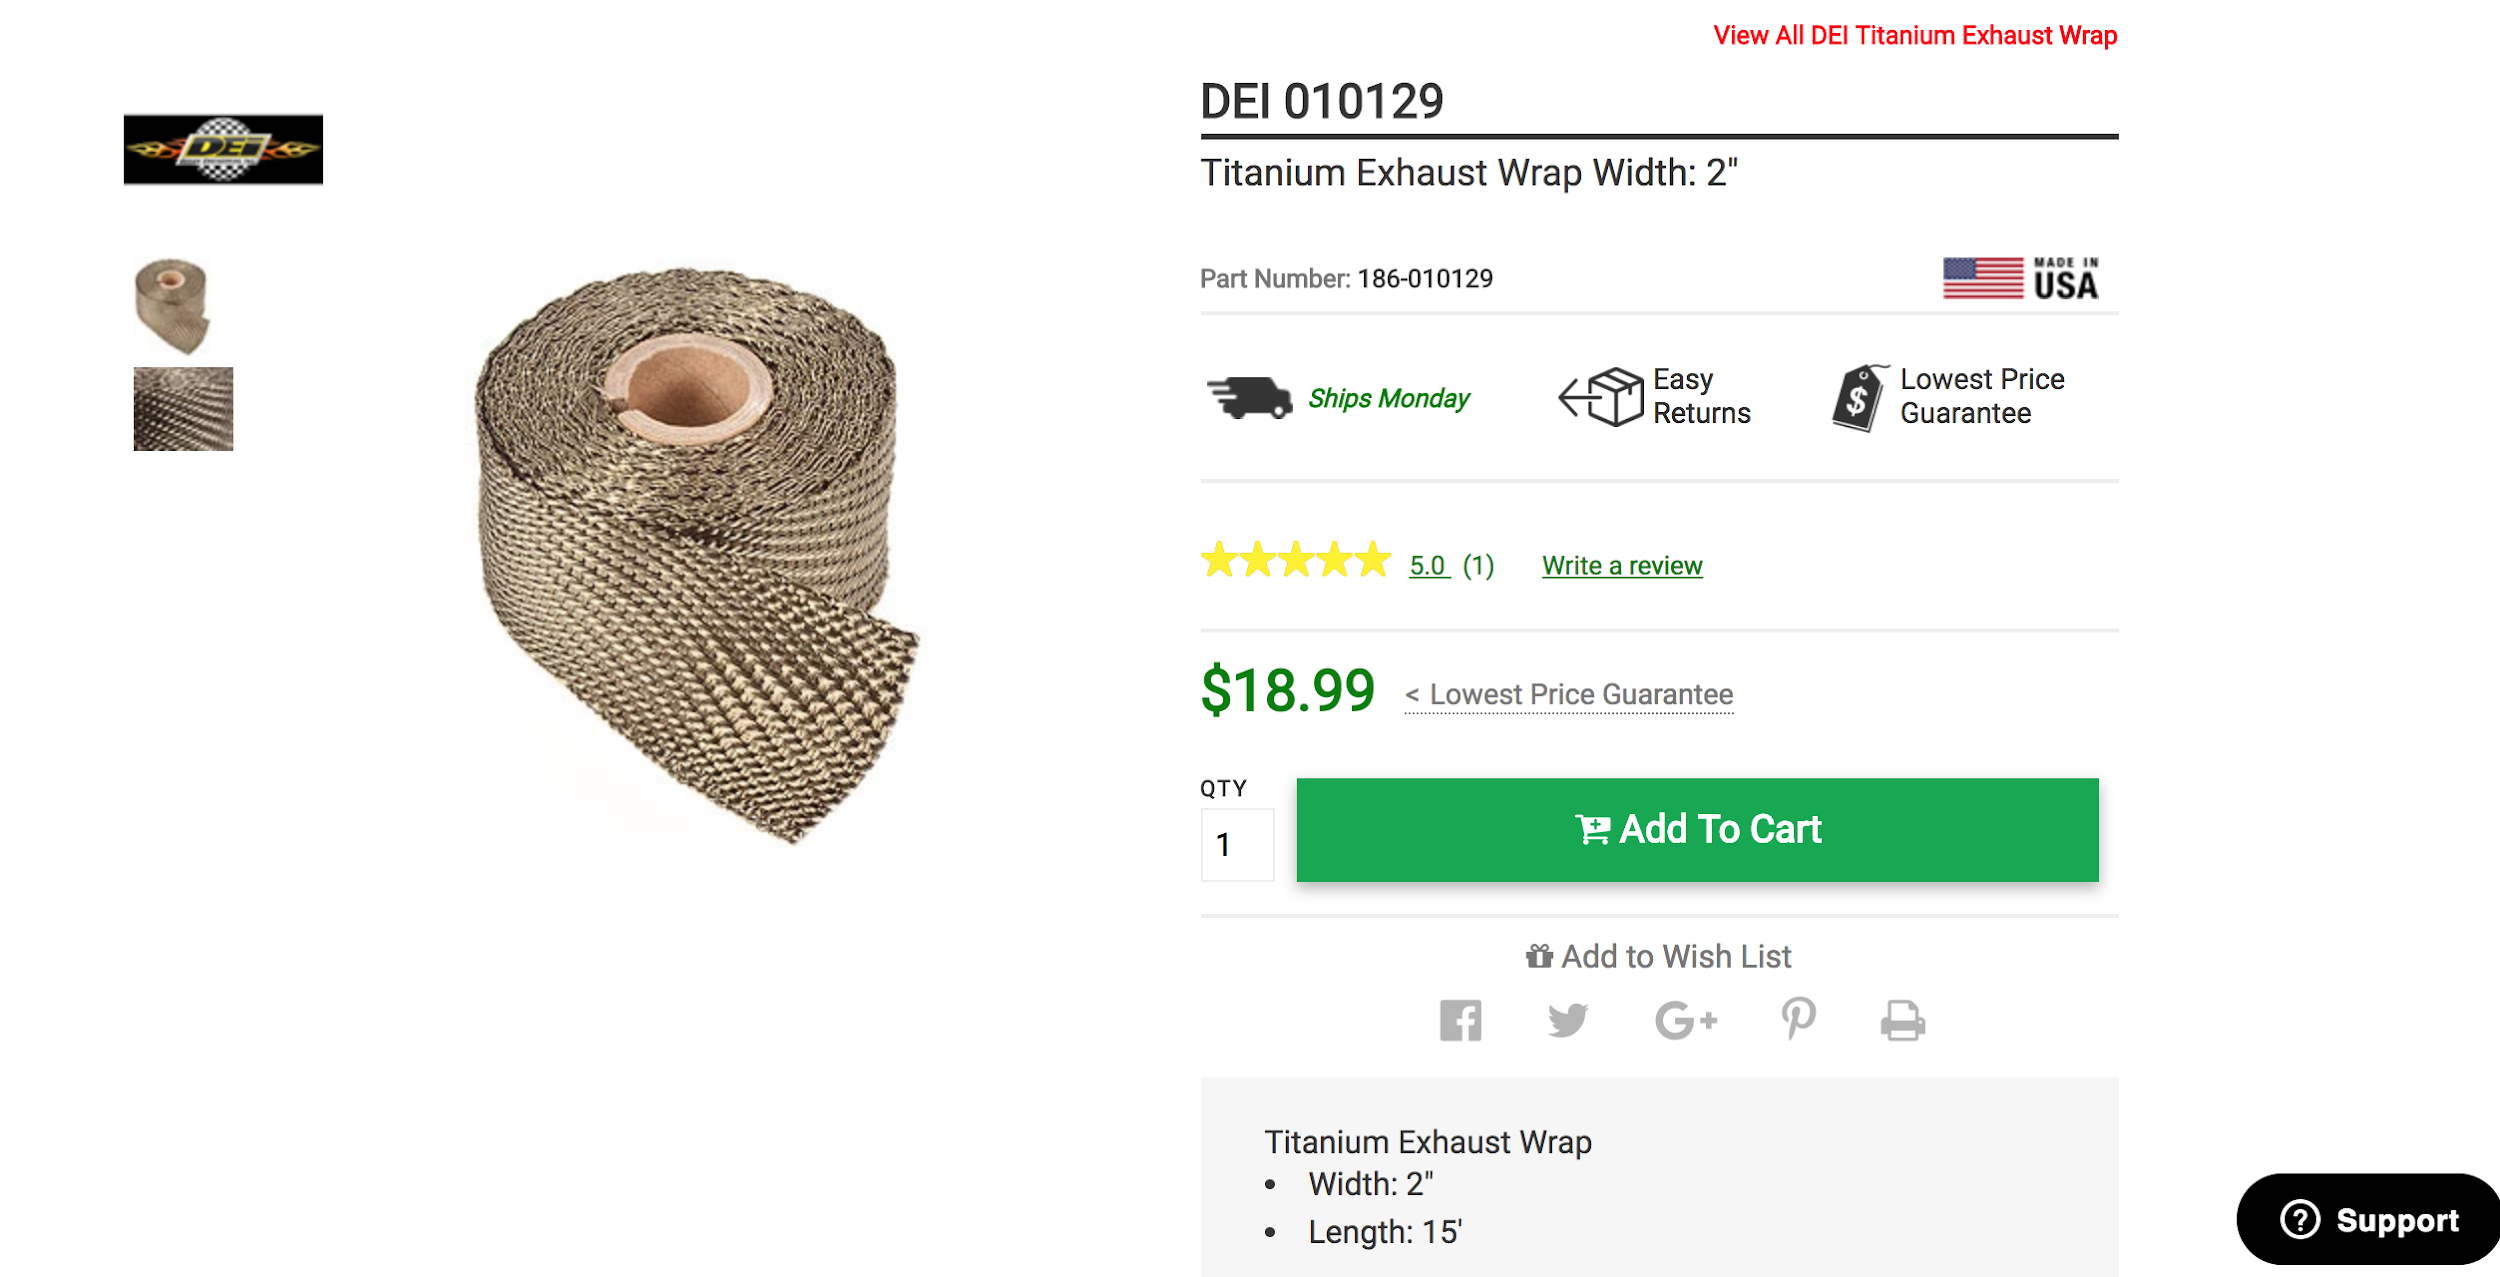 View All DEI Titanium Exhaust Wrap
DEI
DEI 010129
Titanium Exhaust Wrap Width: 2"
Part Number: 186-010129
MADE IN
USA
Ships Monday
Easy
Returns
Lowest Price
Guarantee
5.0 (1) Write a review
$18.99 < Lowest Price Guarantee
QTY
1
Add To Cart
Add to Wish List
G+
Titanium Exhaust Wrap
• Width: 2"
• Length: 15'
Support